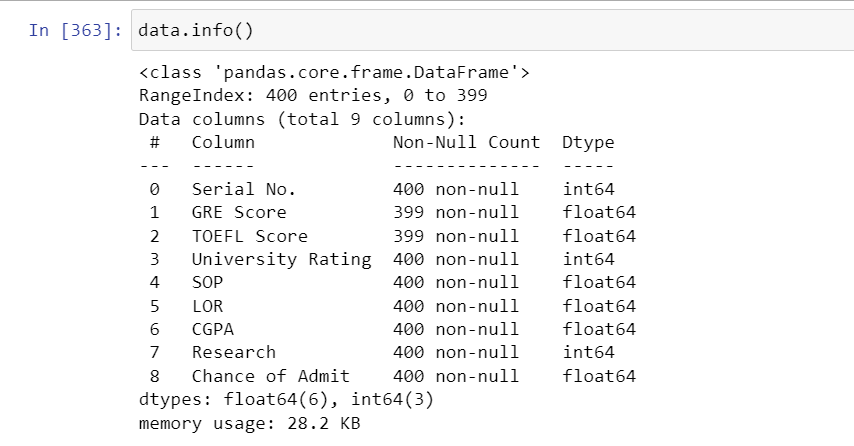 In [363]: data.info()
<class 'pandas.core.frame.DataFrame'>
RangeIndex: 400 entries, 0 to 399
Data columns (total 9 columns):
 #   Column             Non-Null Count  Dtype
---  ------             --------------  -----
 0   Serial No.         400 non-null    int64
 1   GRE Score          399 non-null    float64
 2   TOEFL Score        399 non-null    float64
 3   University Rating  400 non-null    int64
 4   SOP                400 non-null    float64
 5   LOR                400 non-null    float64
 6   CGPA               400 non-null    float64
 7   Research           400 non-null    int64
 8   Chance of Admit    400 non-null    float64
dtypes: float64(6), int64(3)
memory usage: 28.2 KB